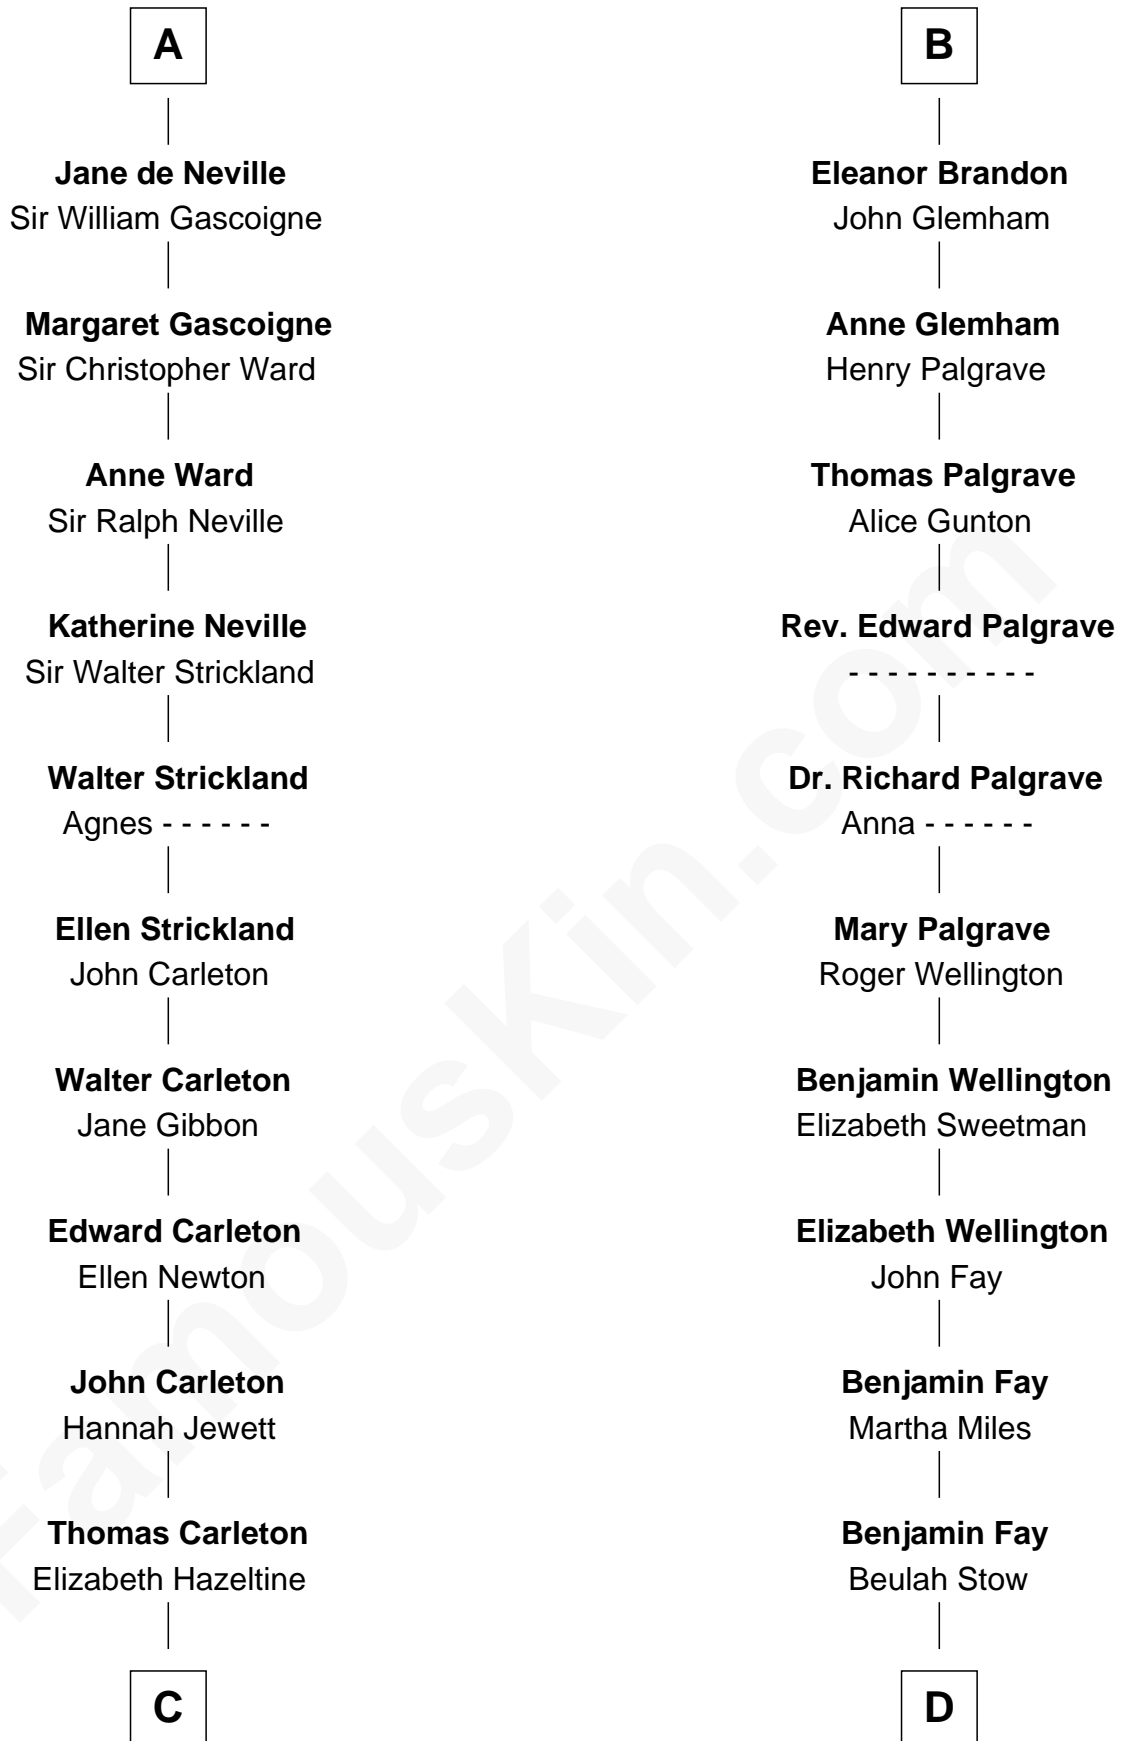 A
Jane de Neville
Sir William Gascoigne
Margaret Gascoigne
Sir Christopher Ward
Anne Ward
Sir Ralph Neville
Katherine Neville
Sir Walter Strickland
Walter Strickland
Agnes - - - - - -
Ellen Strickland
John Carleton
Walter Carleton
Jane Gibbon
Edward Carleton
Ellen Newton
John Carleton
Hannah Jewett
Thomas Carleton
Elizabeth Hazeltine
C
B
Eleanor Brandon
John Glemham
Anne Glemham
Henry Palgrave
Thomas Palgrave
Alice Gunton
Rev. Edward Palgrave
- - - - - - - - - -
Dr. Richard Palgrave
Anna - - - - - -
Mary Palgrave
Roger Wellington
Benjamin Wellington
Elizabeth Sweetman
Elizabeth Wellington
John Fay
Benjamin Fay
Martha Miles
Benjamin Fay
Beulah Stow
D
FamousKin.com